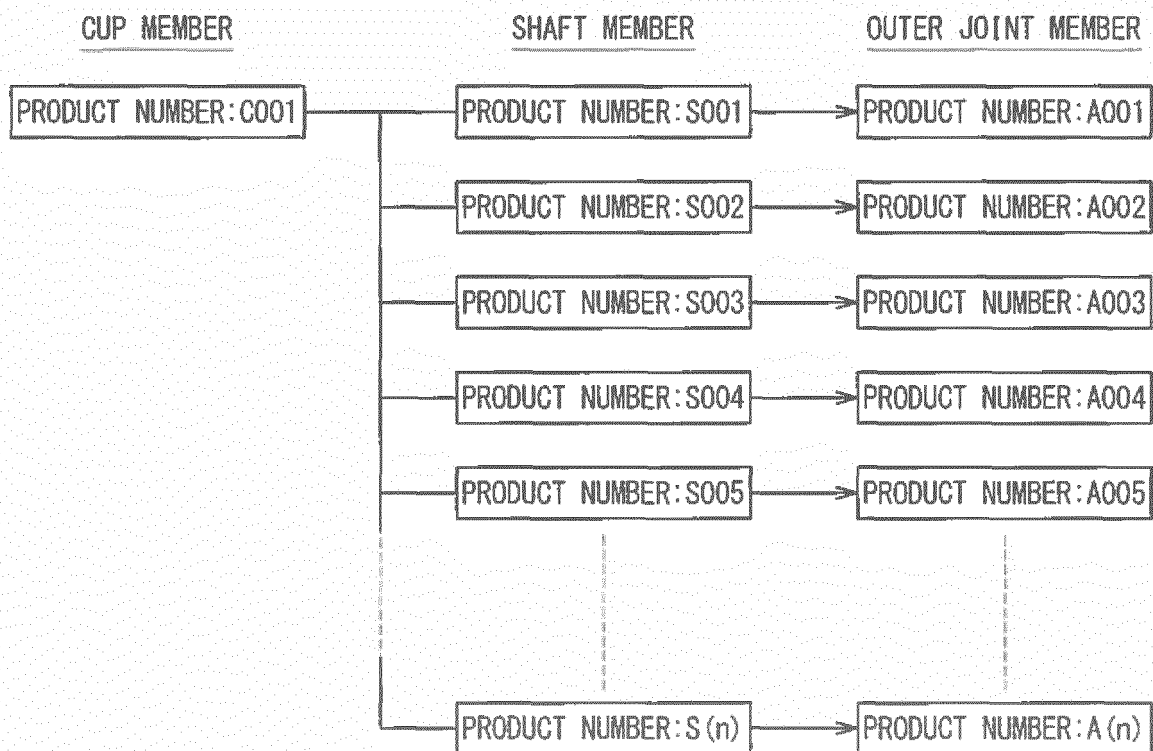 CUP MEMBER SHAFT MEMBER OUTER JOINT MEMBER
PRODUCT NUMBER:C001 PRODUCT NUMBER:S001 PRODUCT NUMBER:A001
PRODUCT NUMBER:S002 PRODUCT NUMBER:A002
PRODUCT NUMBER:S003 PRODUCT NUMBER:A003
PRODUCT NUMBER:S004 PRODUCT NUMBER:A004
PRODUCT NUMBER:S005 PRODUCT NUMBER:A005
PRODUCT NUMBER:S(n) PRODUCT NUMBER:A(n)